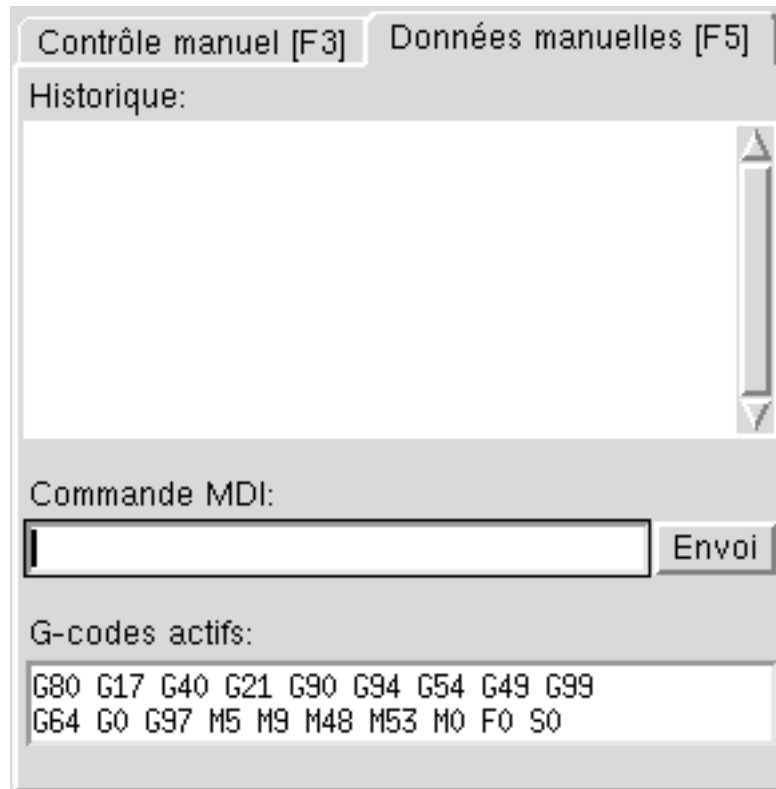 Contrôle manuel [F3] Données manuelles [F5]
Historique:
Commande MDI:
Envoi
G-codes actifs:
G80 G17 G40 G21 G90 G94 G54 G49 G99
G64 G0 G97 M5 M9 M48 M53 M0 F0 S0